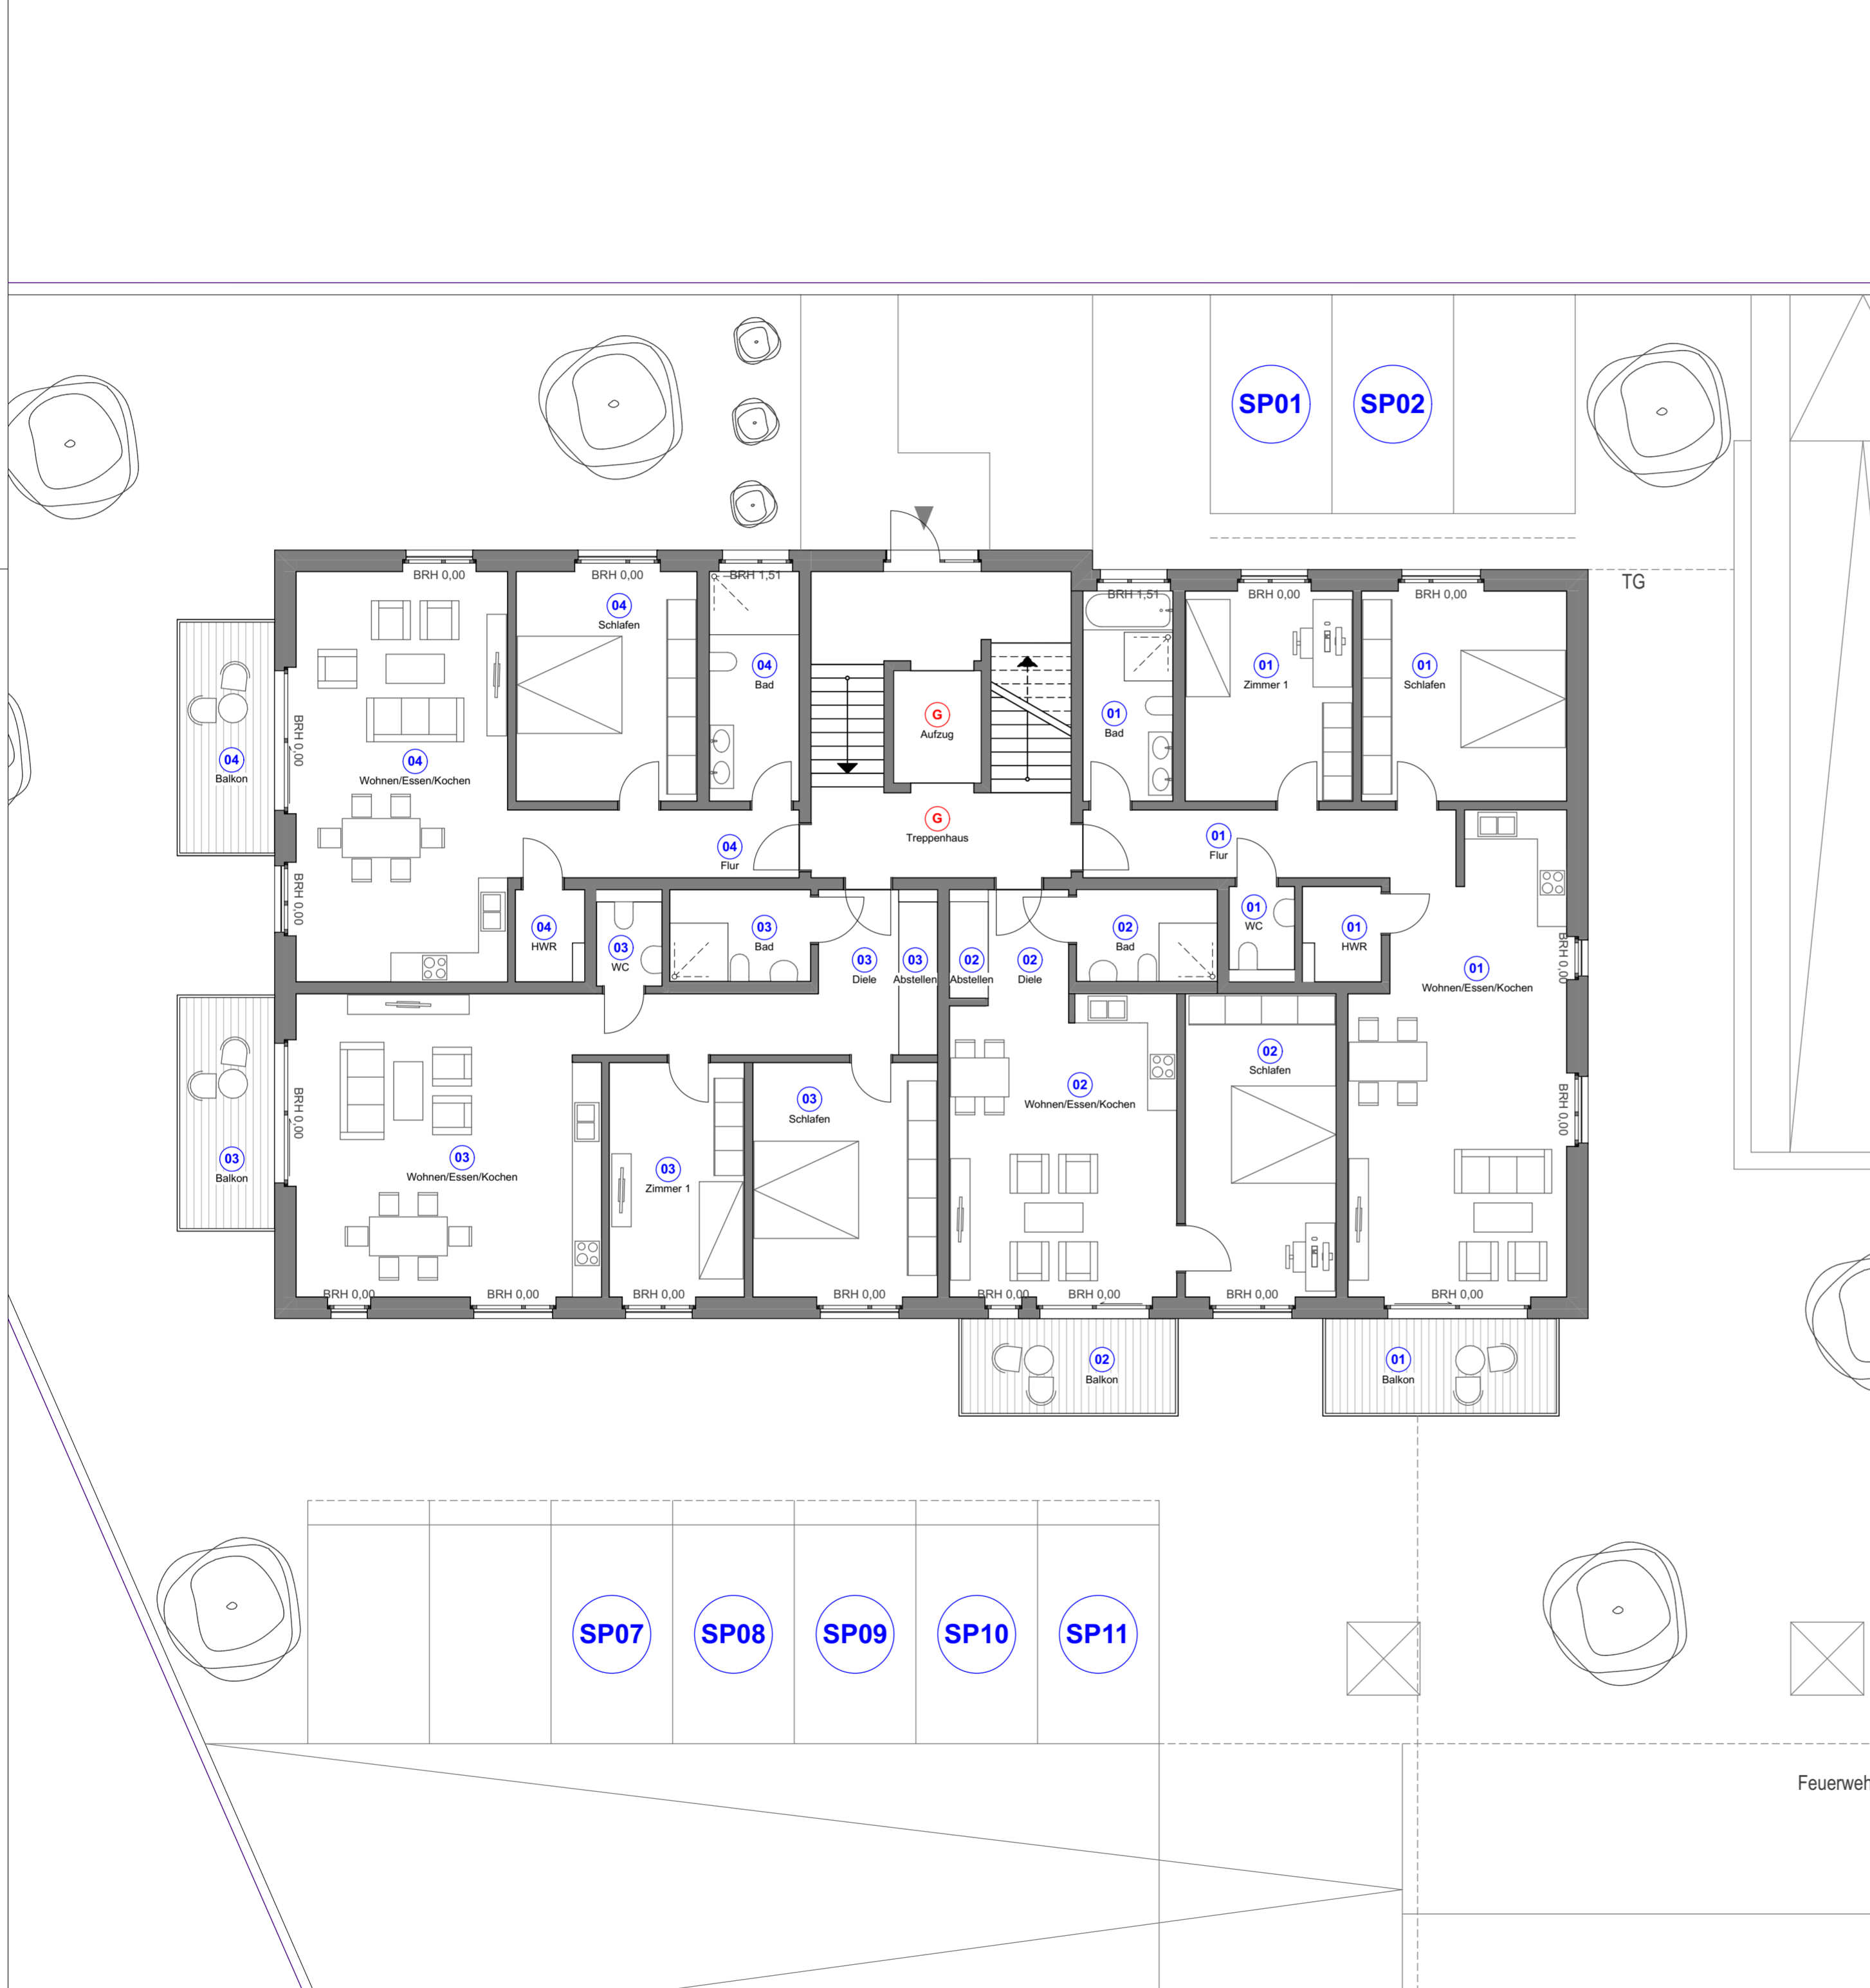 SP01
SP02
TG
BRH 0,00
BRH 0,00
BRH 1,51
BRH 1,51
BRH 0,00
BRH 0,00
04
Schlafen
04
Bad
01
Zimmer 1
01
Schlafen
01
Bad
G
Aufzug
BRH 0,00
04
Balkon
04
Wohnen/Essen/Kochen
G
Treppenhaus
04
Flur
01
Flur
BRH 0,00
04
HWR
03
WC
03
Bad
03
Diele
03
Abstellen
02
Abstellen
02
Diele
02
Bad
01
WC
01
HWR
BRH 0,00
01
Wohnen/Essen/Kochen
BRH 0,00
BRH 0,00
03
Balkon
03
Wohnen/Essen/Kochen
03
Zimmer 1
03
Schlafen
02
Wohnen/Essen/Kochen
02
Schlafen
BRH 0,00
BRH 0,00
BRH 0,00
BRH 0,00
BRH 0,00
BRH 0,00
BRH 0,00
BRH 0,00
02
Balkon
01
Balkon
SP07
SP08
SP09
SP10
SP11
Feuerweh